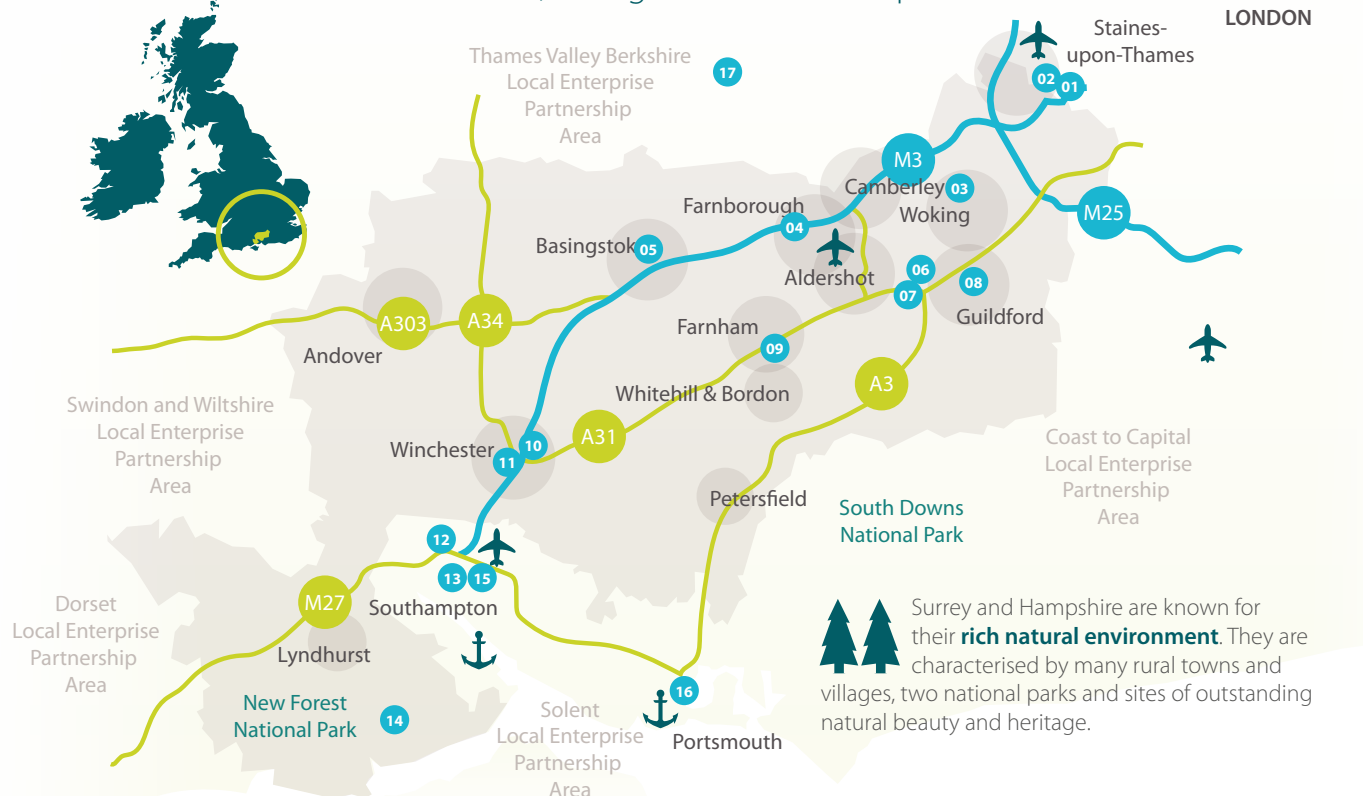 LONDON
Staines-
upon-Thames
Thames Valley Berkshire
Local Enterprise
Partnership
Area
17
02
01
M3
Camberley
03
Woking
M25
Farnborough
04
Basingstok
05
Aldershot
06
07
08
Guildford
A303
A34
Andover
Farnham
09
Whitehill & Bordon
A3
Swindon and Wiltshire
Local Enterprise
Partnership
Area
Winchester
10
11
A31
Coast to Capital
Local Enterprise
Partnership
Area
Petersfield
South Downs
National Park
12
13
15
Southampton
M27
Lyndhurst
Dorset
Local Enterprise
Partnership
Area
New Forest
National Park
14
Solent
Local Enterprise
Partnership
Area
16
Portsmouth
Surrey and Hampshire are known for
their rich natural environment. They are
characterised by many rural towns and
villages, two national parks and sites of outstanding
natural beauty and heritage.